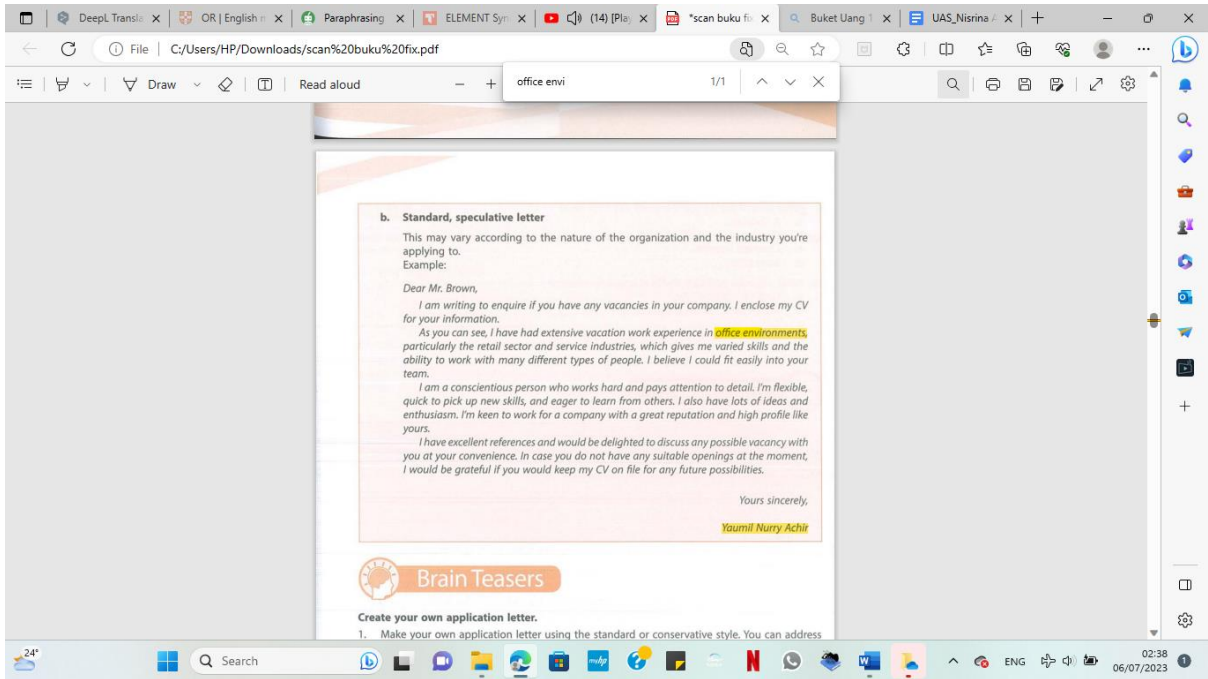 DeepL Transla
OR | English n
Paraphrasing
ELEMENT Syn
(14) [Pla
*scan buku fi
Buket Uang 1
UAS_Nisrina A
File | C:/Users/HP/Downloads/scan%20buku%20fix.pdf
Draw
Read aloud
office envi
1/1
b. Standard, speculative letter
This may vary according to the nature of the organization and the industry you're
applying to.
Example:
Dear Mr. Brown,
I am writing to enquire if you have any vacancies in your company. I enclose my CV
for your information.
As you can see, I have had extensive vacation work experience in office environments,
particularly the retail sector and service industries, which gives me varied skills and the
ability to work with many different types of people. I believe I could fit easily into your
team.
I am a conscientious person who works hard and pays attention to detail. I'm flexible,
quick to pick up new skills, and eager to learn from others. I also have lots of ideas and
enthusiasm. I'm keen to work for a company with a great reputation and high profile like
yours.
I have excellent references and would be delighted to discuss any possible vacancy with
you at your convenience. In case you do not have any suitable openings at the moment,
I would be grateful if you would keep my CV on file for any future possibilities.
Yours sincerely,
Yaumil Nurry Achir
Brain Teasers
Create your own application letter.
1. Make your own application letter using the standard or conservative style. You can address
24°
Search
mvhp
ENG
02:38
06/07/2023
1